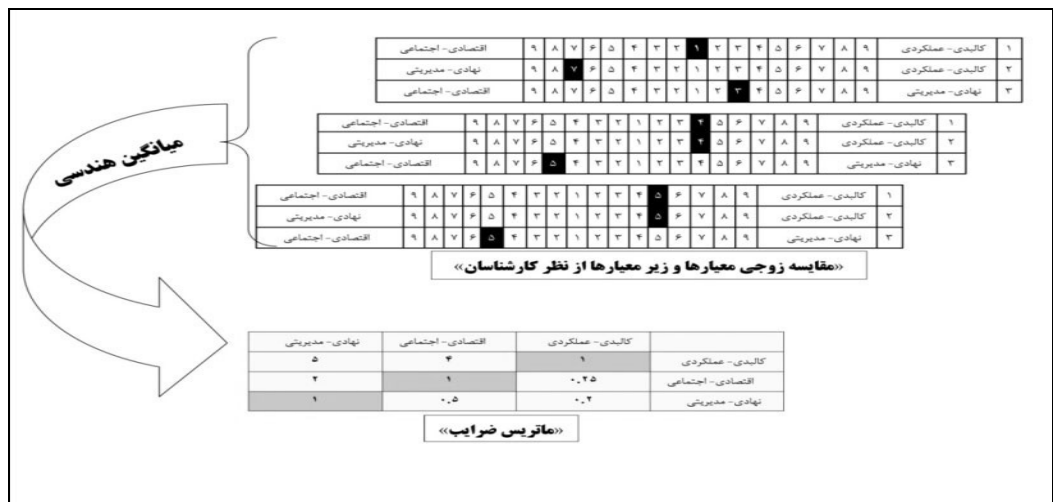 ۱ کالبدی- عملکردی ۹ ۸ ۷ ۶ ۵ ۴ ۳ ۲ ۱ ۲ ۳ ۴ ۵ ۶ ۷ ۸ ۹ اقتصادی- اجتماعی
۲ کالبدی- عملکردی ۹ ۸ ۷ ۶ ۵ ۴ ۳ ۲ ۱ ۲ ۳ ۴ ۵ ۶ ۷ ۸ ۹ نهادی- مدیریتی
۳ نهادی- مدیریتی ۹ ۸ ۷ ۶ ۵ ۴ ۳ ۲ ۱ ۲ ۳ ۴ ۵ ۶ ۷ ۸ ۹ اقتصادی- اجتماعی
۱ کالبدی- عملکردی ۹ ۸ ۷ ۶ ۵ ۴ ۳ ۲ ۱ ۲ ۳ ۴ ۵ ۶ ۷ ۸ ۹ اقتصادی- اجتماعی
۲ کالبدی- عملکردی ۹ ۸ ۷ ۶ ۵ ۴ ۳ ۲ ۱ ۲ ۳ ۴ ۵ ۶ ۷ ۸ ۹ نهادی- مدیریتی
۳ نهادی- مدیریتی ۹ ۸ ۷ ۶ ۵ ۴ ۳ ۲ ۱ ۲ ۳ ۴ ۵ ۶ ۷ ۸ ۹ اقتصادی- اجتماعی
۱ کالبدی- عملکردی ۹ ۸ ۷ ۶ ۵ ۴ ۳ ۲ ۱ ۲ ۳ ۴ ۵ ۶ ۷ ۸ ۹ اقتصادی- اجتماعی
۲ کالبدی- عملکردی ۹ ۸ ۷ ۶ ۵ ۴ ۳ ۲ ۱ ۲ ۳ ۴ ۵ ۶ ۷ ۸ ۹ نهادی- مدیریتی
۳ نهادی- مدیریتی ۹ ۸ ۷ ۶ ۵ ۴ ۳ ۲ ۱ ۲ ۳ ۴ ۵ ۶ ۷ ۸ ۹ اقتصادی- اجتماعی
«مقایسه زوجی معیارها و زیر معیارها از نظر کارشناسان»
میانگین هندسی
کالبدی- عملکردی اقتصادی- اجتماعی نهادی- مدیریتی
کالبدی- عملکردی ۱ ۴ ۵
اقتصادی- اجتماعی ۰.۲۵ ۱ ۲
نهادی- مدیریتی ۰.۲ ۰.۵ ۱
«ماتریس ضرایب»